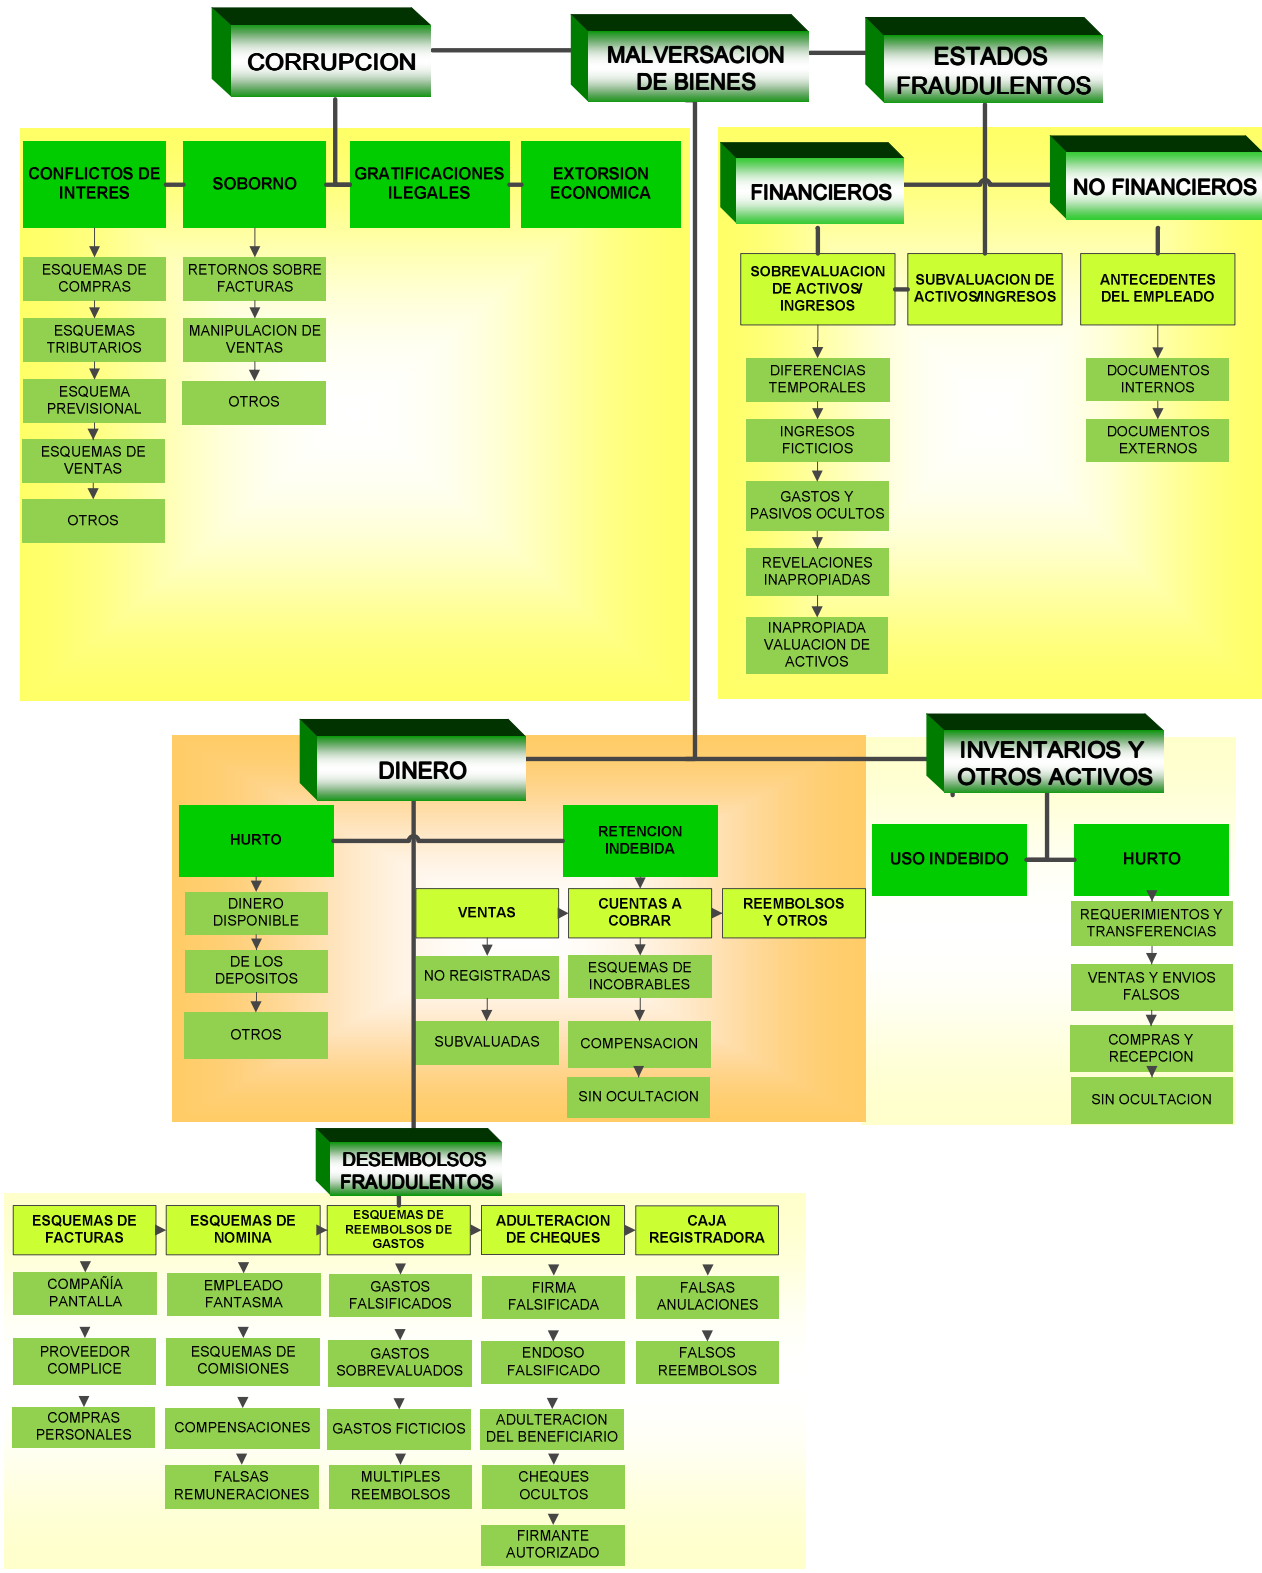 CORRUPCION
MALVERSACION
DE BIENES
ESTADOS
FRAUDULENTOS
CONFLICTOS DE
INTERES
SOBORNO
GRATIFICACIONES
ILEGALES
EXTORSION
ECONOMICA
ESQUEMAS DE
COMPRAS
ESQUEMAS
TRIBUTARIOS
ESQUEMA
PREVISIONAL
ESQUEMAS DE
VENTAS
OTROS
RETORNOS SOBRE
FACTURAS
MANIPULACION DE
VENTAS
OTROS
FINANCIEROS
NO FINANCIEROS
SOBREVALUACION
DE ACTIVOS/
INGRESOS
SUBVALUACION DE
ACTIVOS/INGRESOS
ANTECEDENTES
DEL EMPLEADO
DIFERENCIAS
TEMPORALES
INGRESOS
FICTICIOS
GASTOS Y
PASIVOS OCULTOS
REVELACIONES
INAPROPIADAS
INAPROPIADA
VALUACION DE
ACTIVOS
DOCUMENTOS
INTERNOS
DOCUMENTOS
EXTERNOS
DINERO
INVENTARIOS Y
OTROS ACTIVOS
HURTO
RETENCION
INDEBIDA
DINERO
DISPONIBLE
DE LOS
DEPOSITOS
OTROS
VENTAS
CUENTAS A
COBRAR
REEMBOLSOS
Y OTROS
NO REGISTRADAS
SUBVALUADAS
ESQUEMAS DE
INCOBRABLES
COMPENSACION
SIN OCULTACION
USO INDEBIDO
HURTO
REQUERIMIENTOS Y
TRANSFERENCIAS
VENTAS Y ENVIOS
FALSOS
COMPRAS Y
RECEPCION
SIN OCULTACION
DESEMBOLSOS
FRAUDULENTOS
ESQUEMAS DE
FACTURAS
ESQUEMAS DE
NOMINA
ESQUEMAS DE
REEMBOLSOS DE
GASTOS
ADULTERACION
DE CHEQUES
CAJA
REGISTRADORA
COMPAÑÍA
PANTALLA
PROVEEDOR
COMPLICE
COMPRAS
PERSONALES
EMPLEADO
FANTASMA
ESQUEMAS DE
COMISIONES
COMPENSACIONES
FALSAS
REMUNERACIONES
GASTOS
FALSIFICADOS
GASTOS
SOBREVALUADOS
GASTOS FICTICIOS
MULTIPLES
REEMBOLSOS
FIRMA
FALSIFICADA
ENDOSO
FALSIFICADO
ADULTERACION
DEL BENEFICIARIO
CHEQUES
OCULTOS
FIRMANTE
AUTORIZADO
FALSAS
ANULACIONES
FALSOS
REEMBOLSOS